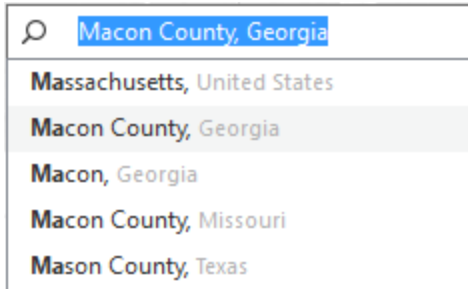 Macon County, Georgia
Massachusetts, United States
Macon County, Georgia
Macon, Georgia
Macon County, Missouri
Mason County, Texas